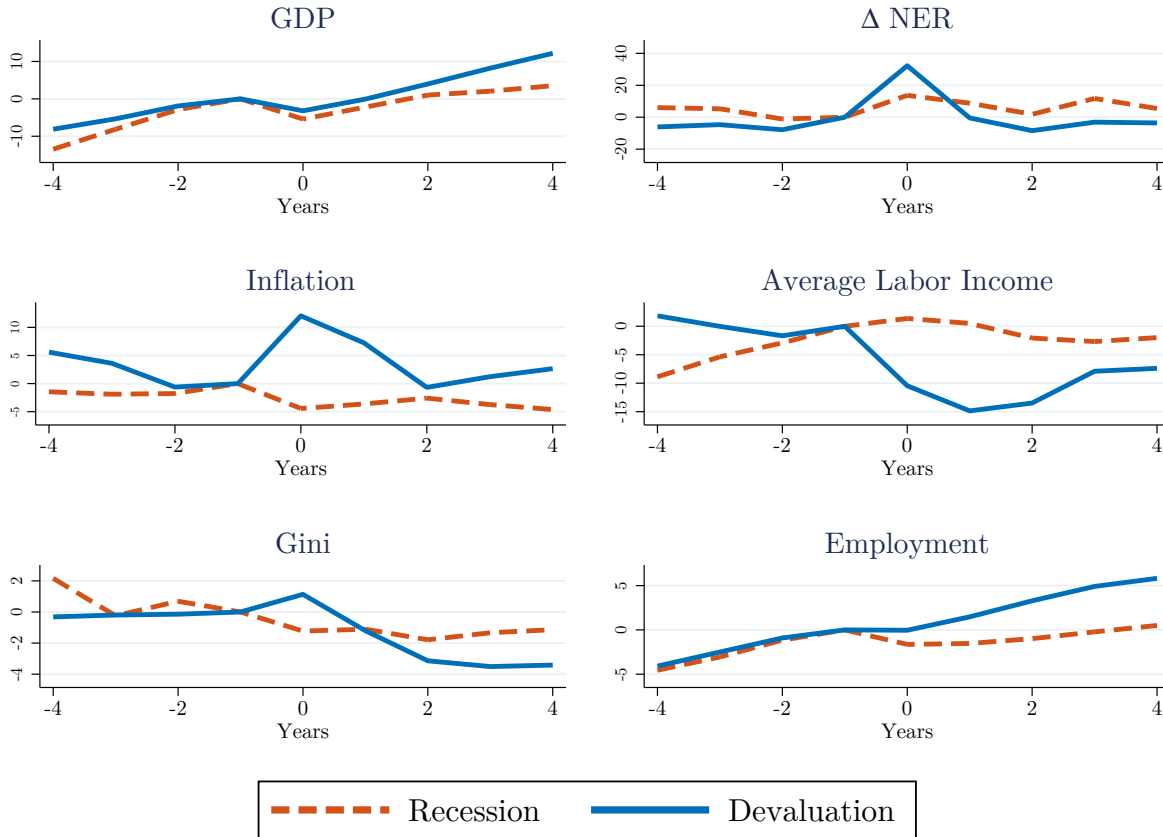 GDP
10
0
-10
-4 -2 0 2 4
Years
Δ NER
40
20
0
-20
-4 -2 0 2 4
Years
Inflation
10
5
0
-5
-4 -2 0 2 4
Years
Average Labor Income
0
-5
-10
-15
-4 -2 0 2 4
Years
Gini
2
0
-2
-4
-4 -2 0 2 4
Years
Employment
5
0
-5
-4 -2 0 2 4
Years
Recession Devaluation